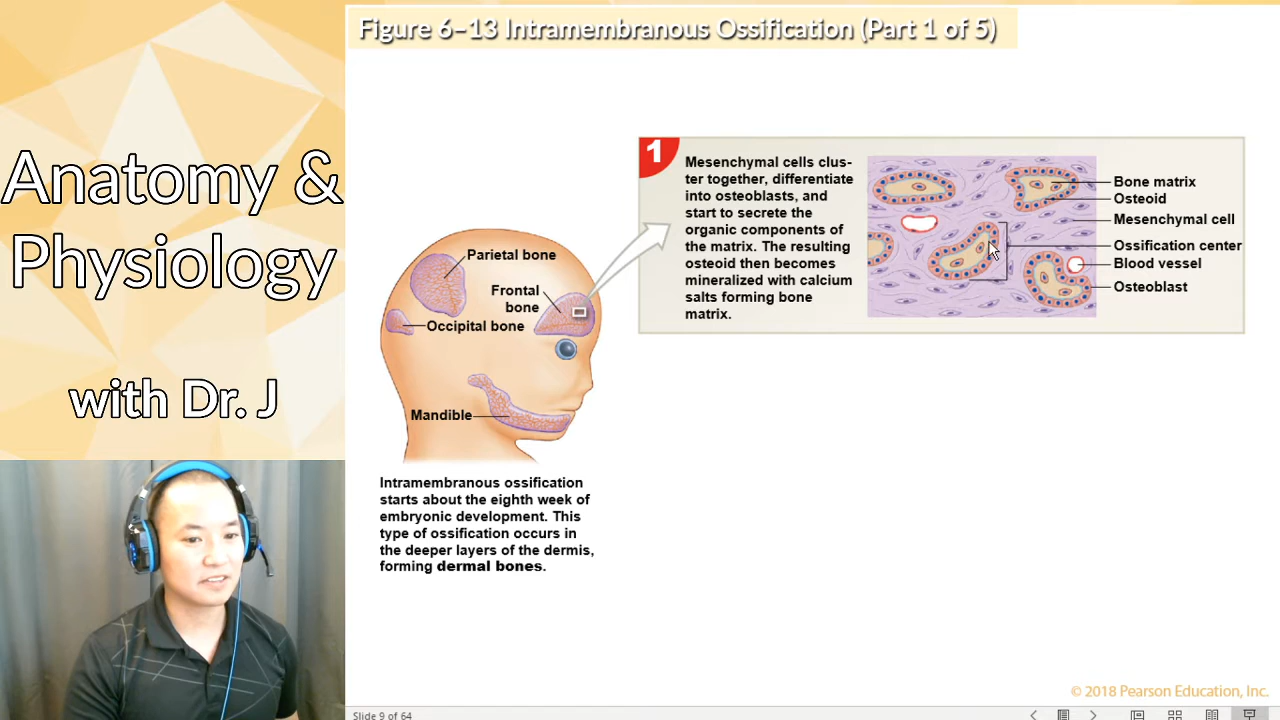 Anatomy &
Physiology
with Dr. J
Figure 6–13 Intramembranous Ossification (Part 1 of 5)
Parietal bone
Frontal
bone
Occipital bone
Mandible
Intramembranous ossification
starts about the eighth week of
embryonic development. This
type of ossification occurs in
the deeper layers of the dermis,
forming dermal bones.
1
Mesenchymal cells clus-
ter together, differentiate
into osteoblasts, and
start to secrete the
organic components of
the matrix. The resulting
osteoid then becomes
mineralized with calcium
salts forming bone
matrix.
Bone matrix
Osteoid
Mesenchymal cell
Ossification center
Blood vessel
Osteoblast
© 2018 Pearson Education, Inc.
Slide 9 of 64